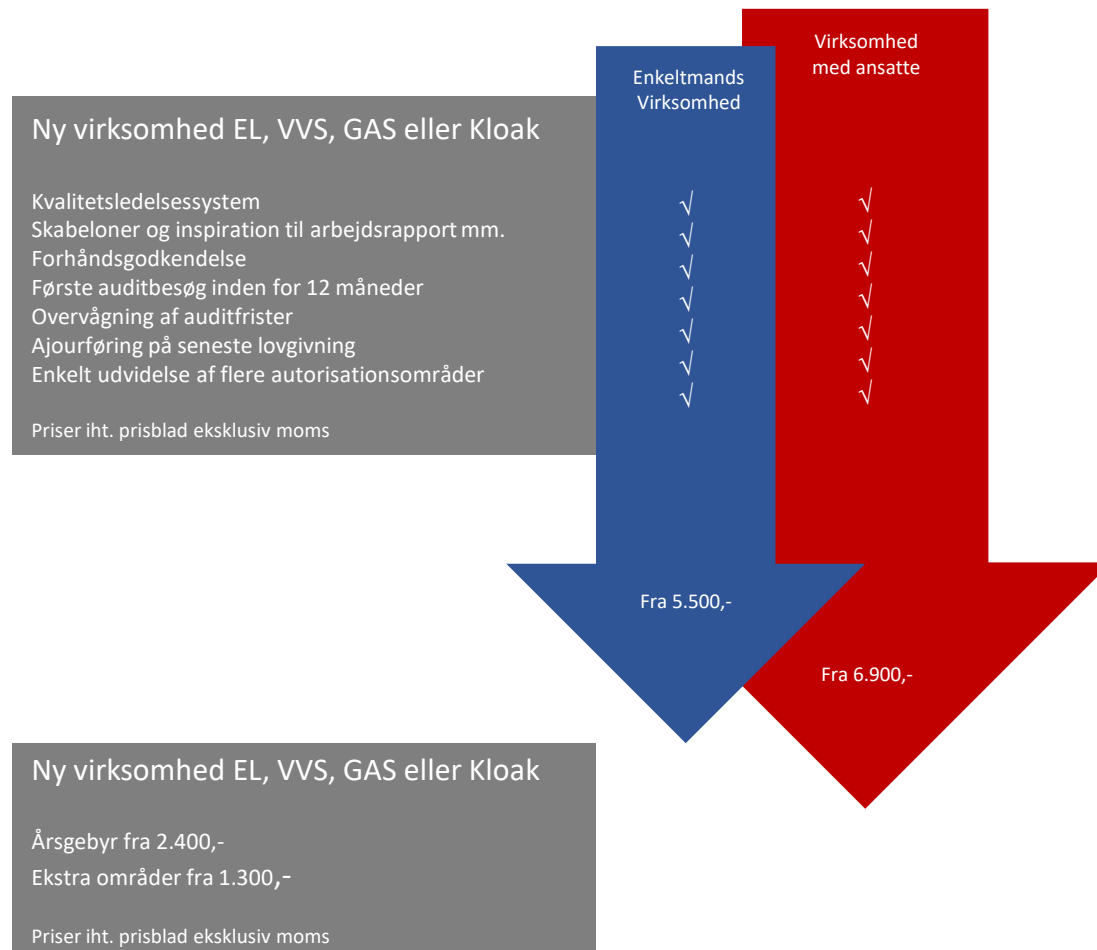 Virksomhed
med ansatte
Enkeltmands
Virksomhed
Ny virksomhed EL, VVS, GAS eller Kloak
Kvalitetsledelsessystem √ √
Skabeloner og inspiration til arbejdsrapport mm. √ √
Forhåndsgodkendelse √ √
Første auditbesøg inden for 12 måneder √ √
Overvågning af auditfrister √ √
Ajourføring på seneste lovgivning √ √
Enkelt udvidelse af flere autorisationsområder √ √
Priser iht. prisblad eksklusiv moms
Fra 5.500,-
Fra 6.900,-
Ny virksomhed EL, VVS, GAS eller Kloak
Årsgebyr fra 2.400,-
Ekstra områder fra 1.300,-
Priser iht. prisblad eksklusiv moms